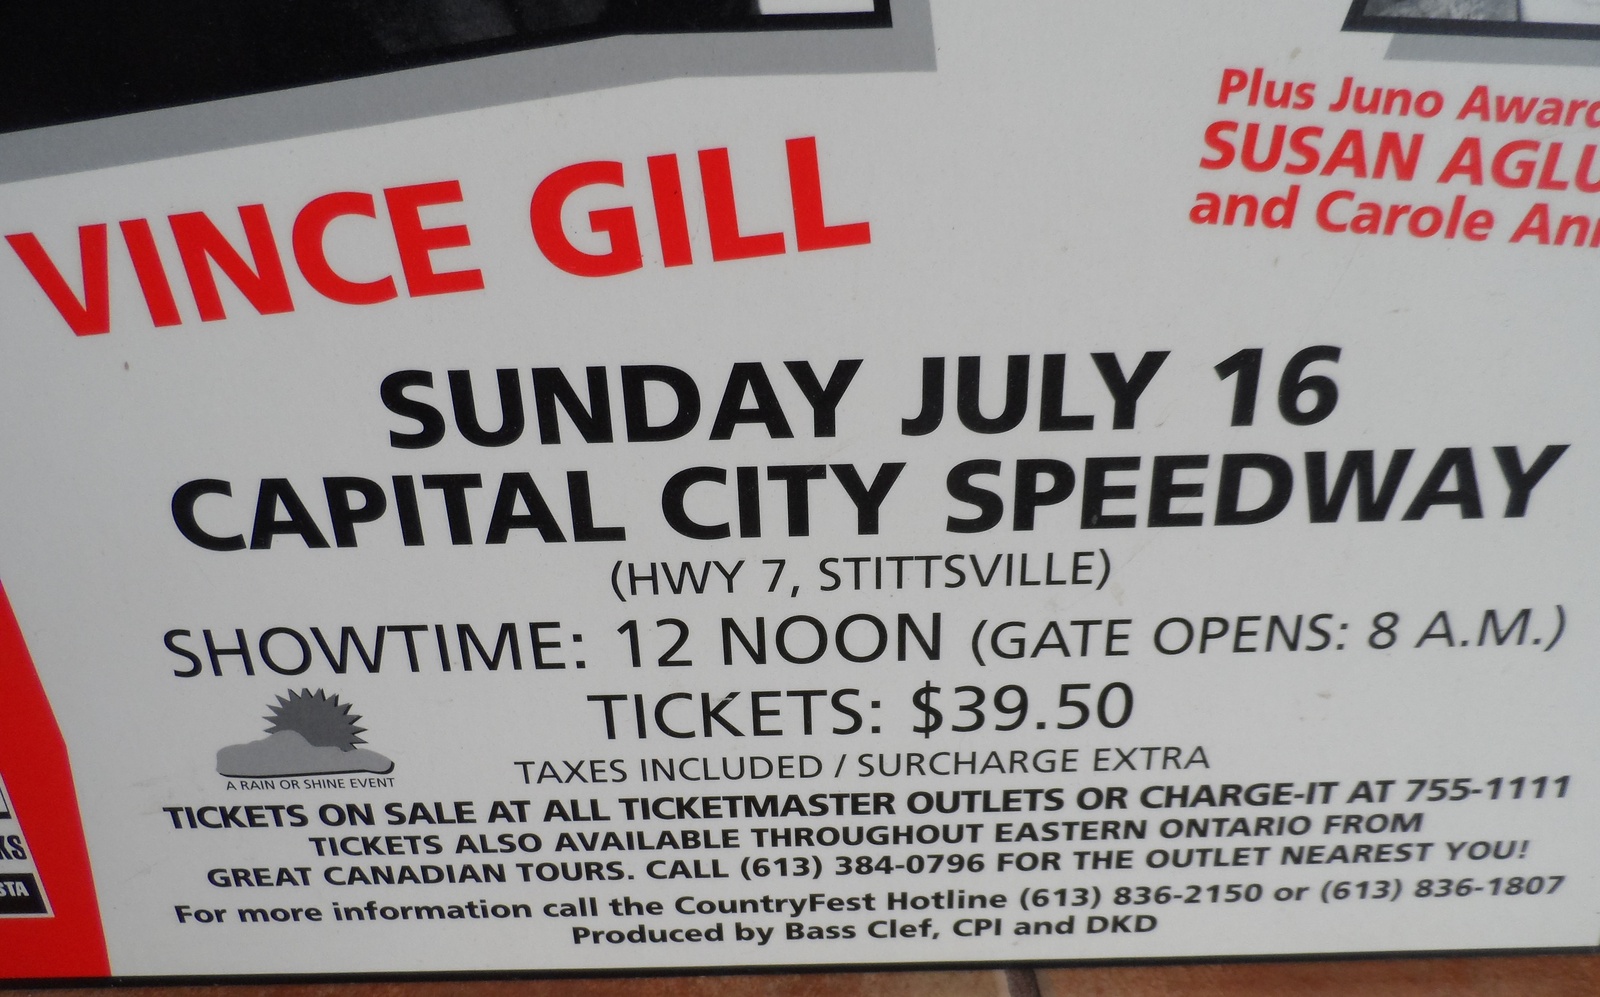 VINCE GILL
Plus Juno Award
SUSAN AGLU
and Carole Ann
SUNDAY JULY 16
CAPITAL CITY SPEEDWAY
(HWY 7, STITTSVILLE)
SHOWTIME: 12 NOON (GATE OPENS: 8 A.M.)
TICKETS: $39.50
A RAIN OR SHINE EVENT
TAXES INCLUDED / SURCHARGE EXTRA
TICKETS ON SALE AT ALL TICKETMASTER OUTLETS OR CHARGE-IT AT 755-1111
TICKETS ALSO AVAILABLE THROUGHOUT EASTERN ONTARIO FROM
GREAT CANADIAN TOURS. CALL (613) 384-0796 FOR THE OUTLET NEAREST YOU!
For more information call the CountryFest Hotline (613) 836-2150 or (613) 836-1807
Produced by Bass Clef, CPI and DKD
KS
STA